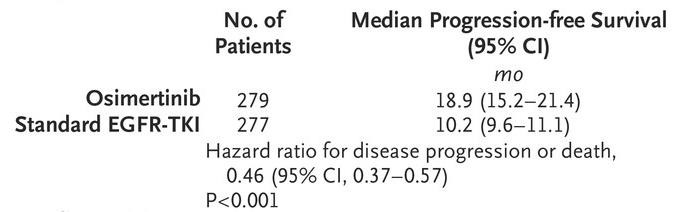 No. of Median Progression-free Survival
Patients (95% CI)
mo
Osimertinib 279 18.9 (15.2–21.4)
Standard EGFR-TKI 277 10.2 (9.6–11.1)
Hazard ratio for disease progression or death,
0.46 (95% CI, 0.37–0.57)
P<0.001